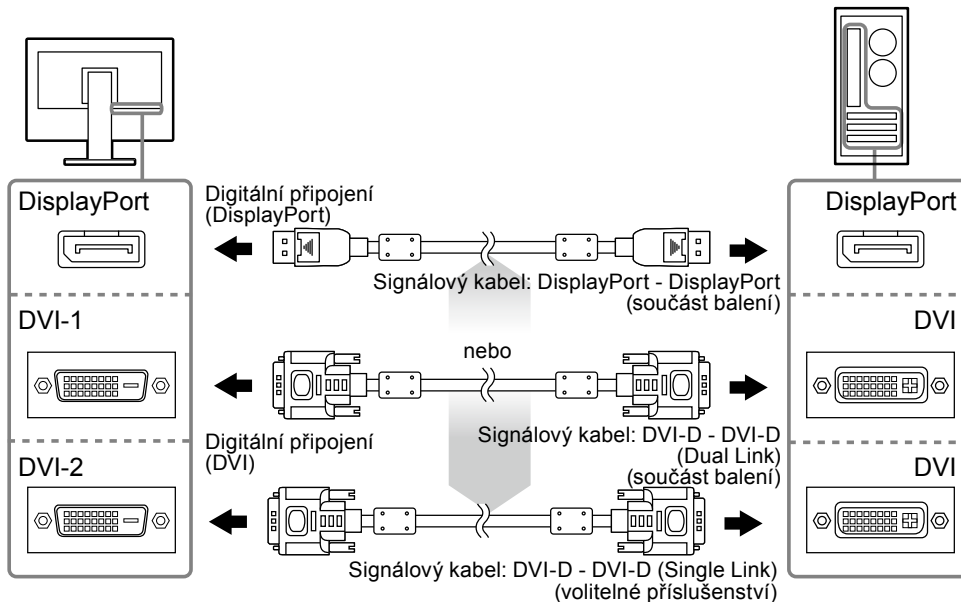 DisplayPort
Digitální připojení
(DisplayPort)
DisplayPort
Signálový kabel: DisplayPort - DisplayPort
(součást balení)
DVI-1
nebo
DVI
Digitální připojení
(DVI)
Signálový kabel: DVI-D - DVI-D
(Dual Link)
(součást balení)
DVI-2
DVI
Signálový kabel: DVI-D - DVI-D (Single Link)
(volitelné příslušenství)